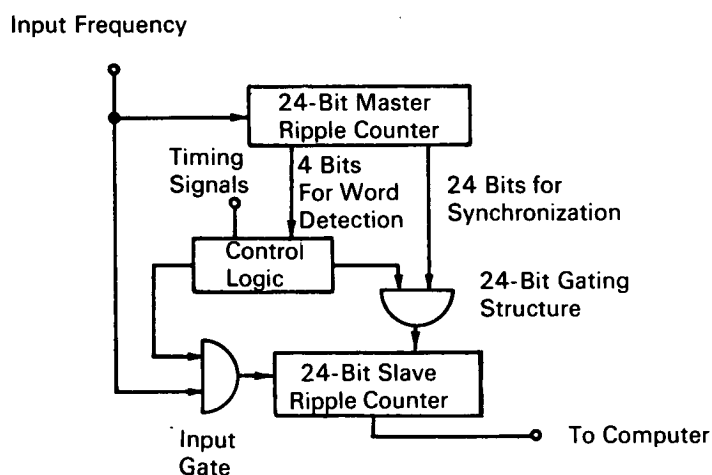 Input Frequency
24-Bit Master
Ripple Counter
Timing
Signals
4 Bits
For Word
Detection
24 Bits for
Synchronization
Control
Logic
24-Bit Gating
Structure
24-Bit Slave
Ripple Counter
Input
Gate
To Computer